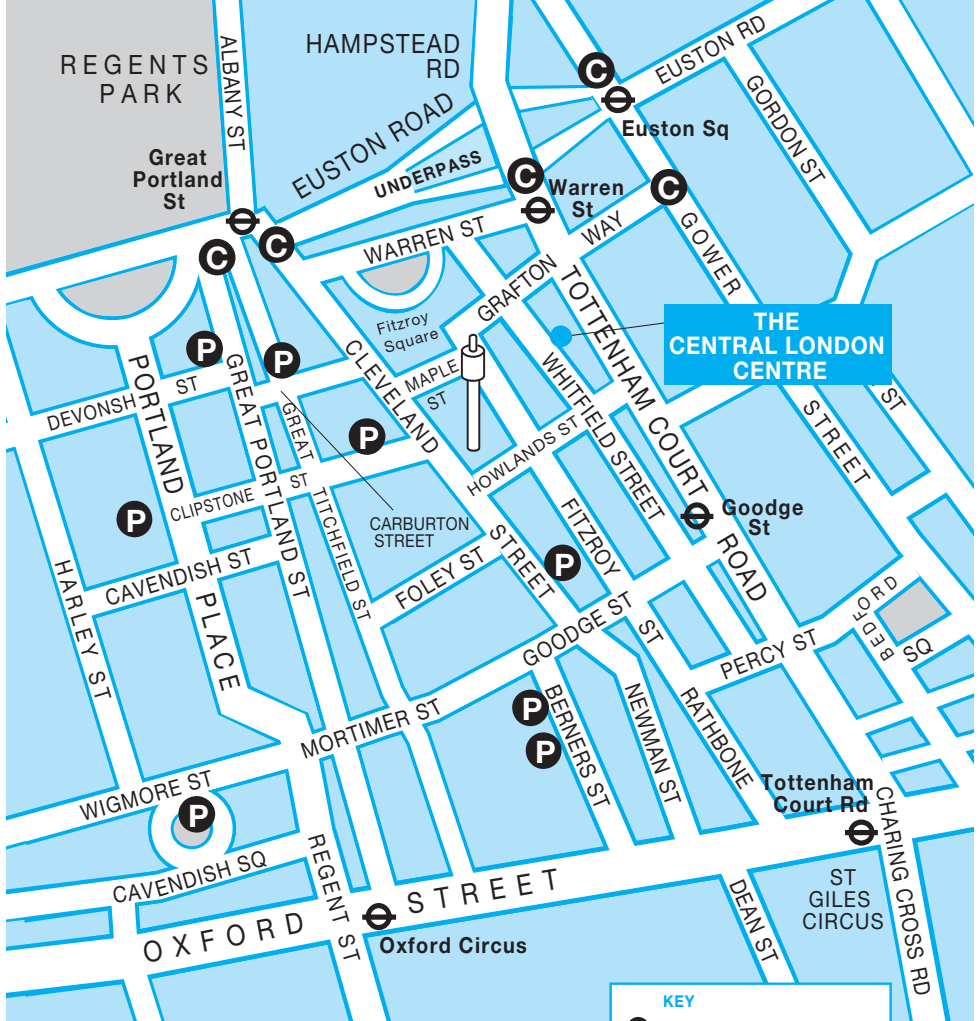 REGENTS
PARK
ALBANY ST
HAMPSTEAD
RD
EUSTON RD
GORDON ST
C
Euston Sq
EUSTON ROAD
UNDERPASS
Great
Portland
St
C
Warren
St
C
C
C
WARREN ST
GRAFTON WAY
GOWER STREET
ST
Fitzroy
Square
TOTTENHAM COURT ROAD
THE
CENTRAL LONDON
CENTRE
P
P
DEVONSH ST
PORTLAND PLACE
GREAT PORTLAND ST
CLEVELAND STREET
MAPLE
ST
WHITFIELD STREET
GREAT TITCHFIELD ST
P
HOWLANDS ST
CLIPSTONE ST
P
CARBURTON
STREET
Goodge
St
FITZROY ST
CAVENDISH ST
HARLEY ST
FOLEY ST
P
GOODGE ST
PERCY ST
BEDFORD
SQ
MORTIMER ST
P
P
BERNERS ST
NEWMAN ST
RATHBONE
WIGMORE ST
P
Tottenham
Court Rd
CHARING CROSS RD
CAVENDISH SQ
REGENT ST
OXFORD STREET
Oxford Circus
DEAN ST
ST
GILES
CIRCUS
KEY